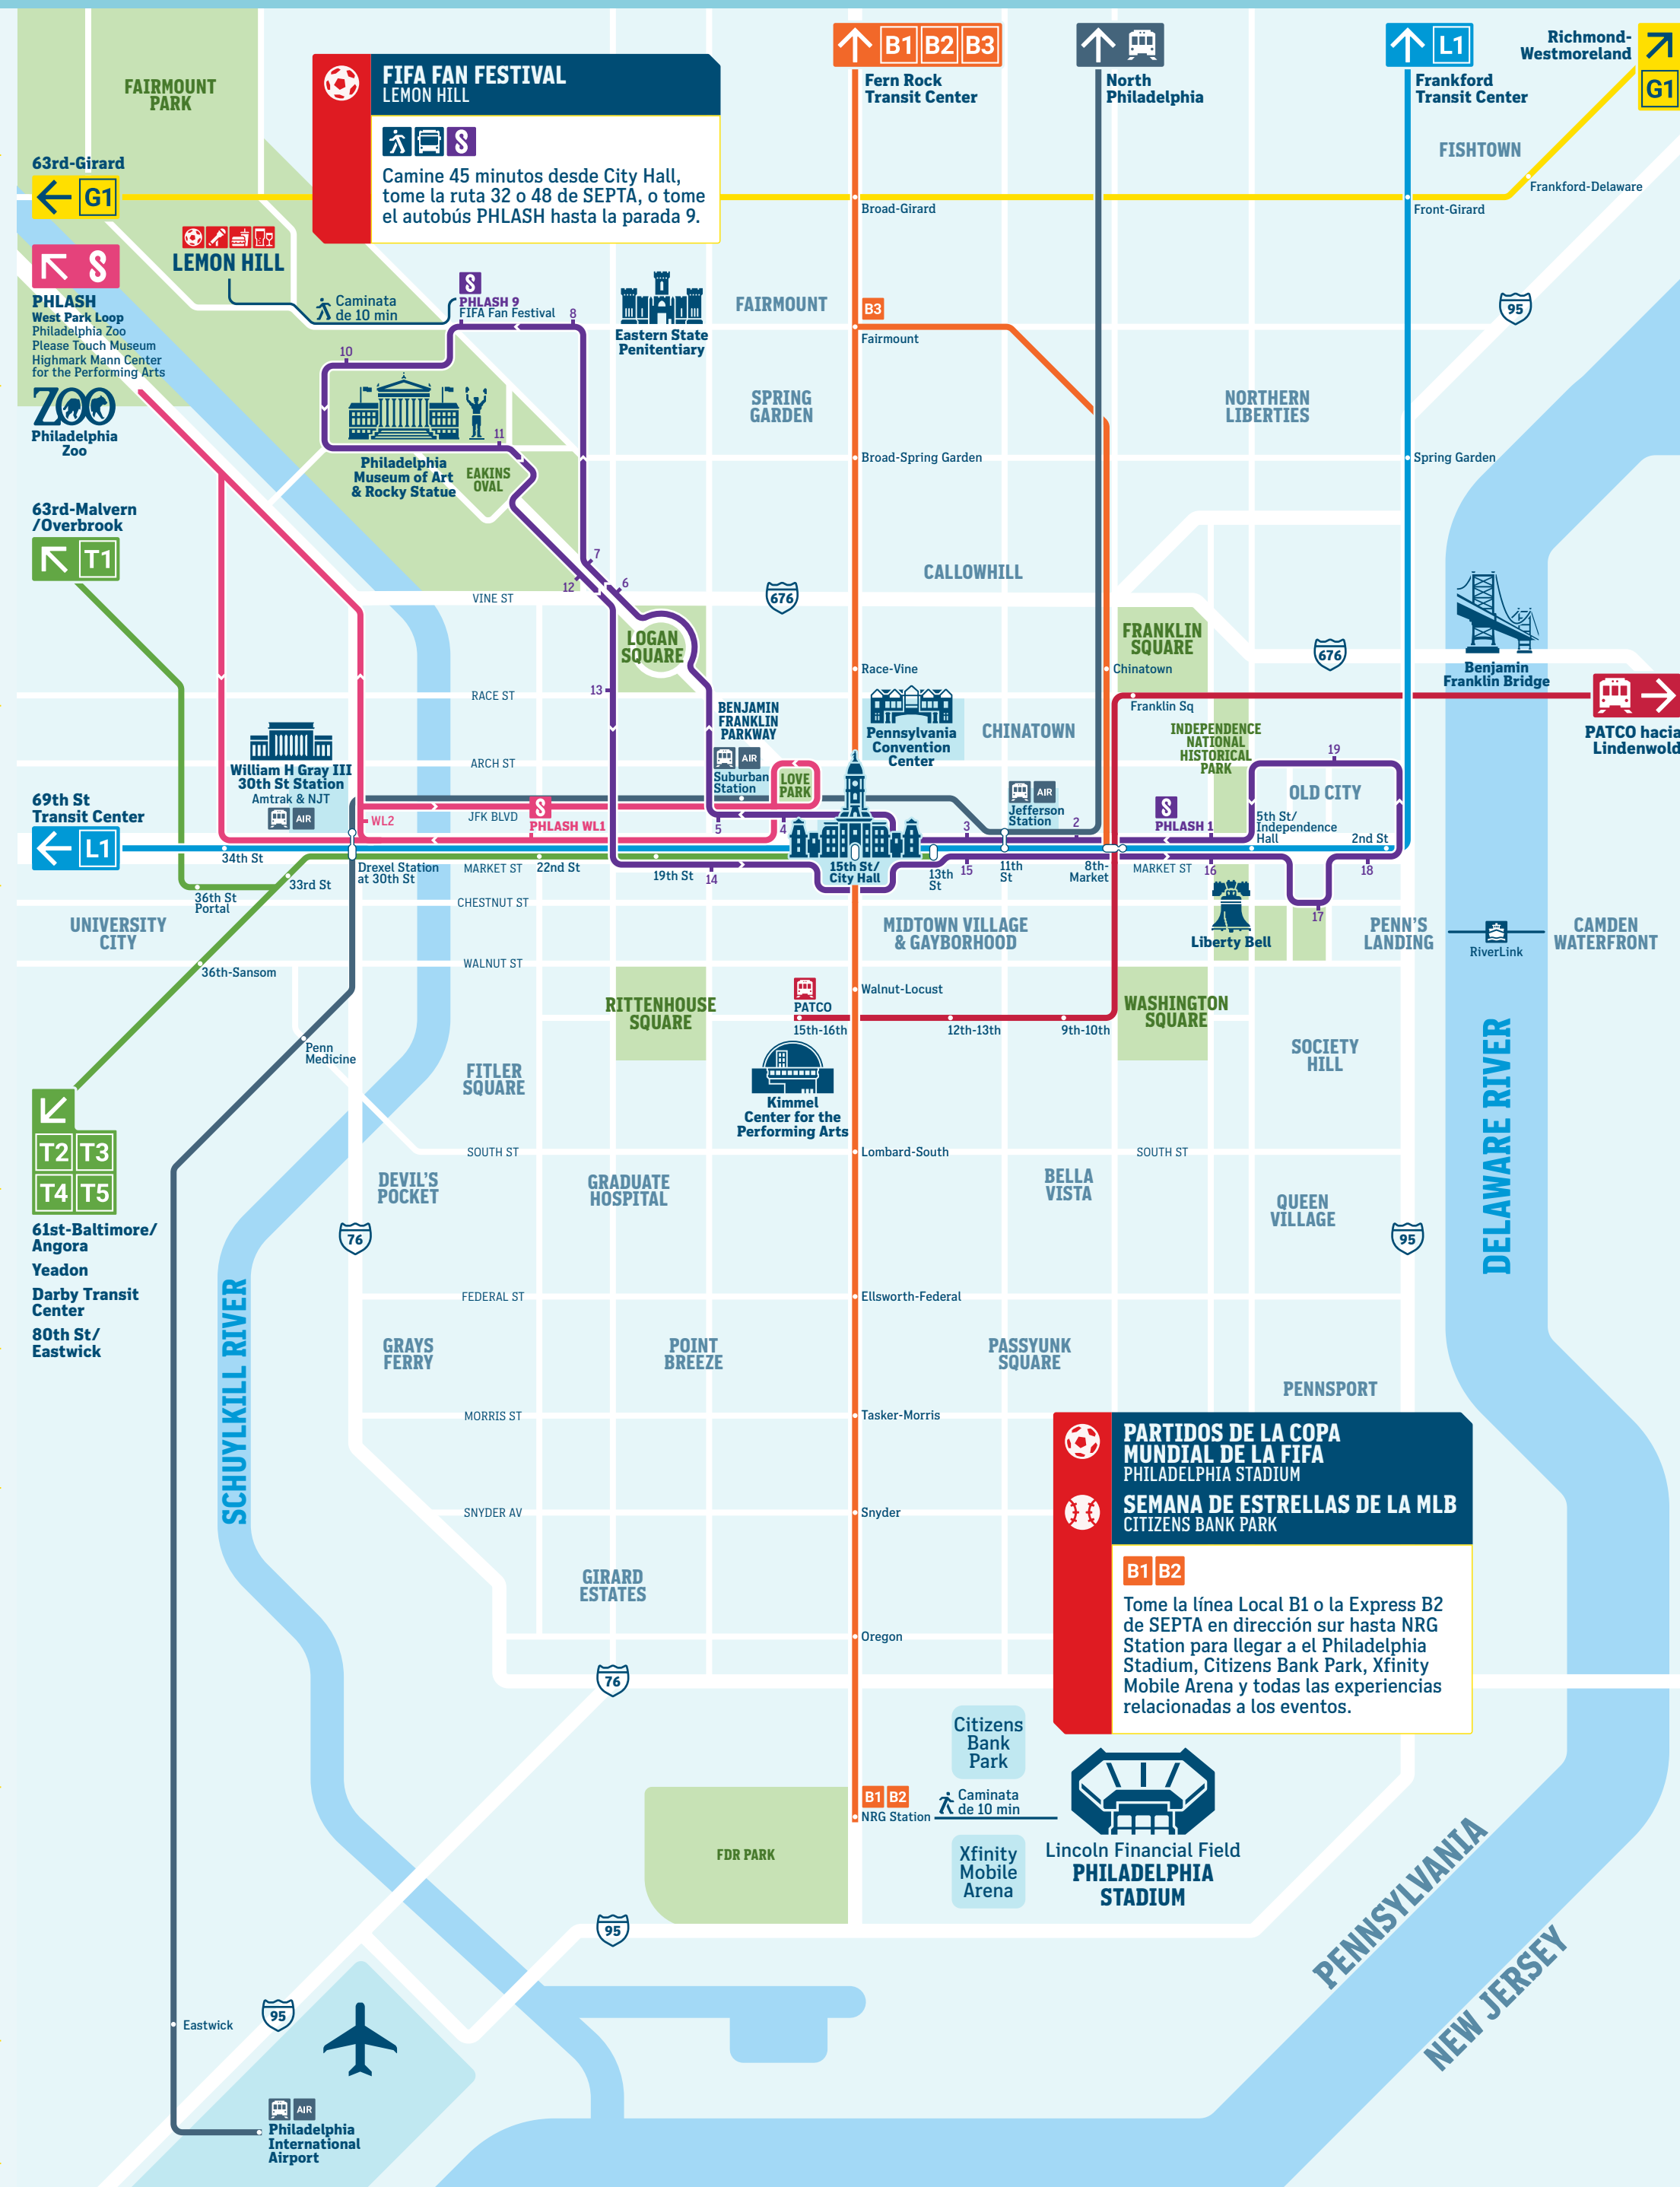 B1 B2 B3
Fern Rock
Transit Center
North
Philadelphia
L1
Frankford
Transit Center
Richmond-
Westmoreland
G1
FAIRMOUNT
PARK
FIFA FAN FESTIVAL
LEMON HILL
S
Camine 45 minutos desde City Hall,
tome la ruta 32 o 48 de SEPTA, o tome
el autobús PHLASH hasta la parada 9.
FISHTOWN
63rd-Girard
G1
Frankford-Delaware
Broad-Girard
Front-Girard
LEMON HILL
S
PHLASH
West Park Loop
Philadelphia Zoo
Please Touch Museum
Highmark Mann Center
for the Performing Arts
ZOO
Philadelphia
Zoo
Caminata
de 10 min
S
PHLASH 9
FIFA Fan Festival
8
Eastern State
Penitentiary
FAIRMOUNT
B3
Fairmount
95
10
11
Philadelphia
Museum of Art
& Rocky Statue
EAKINS
OVAL
SPRING
GARDEN
NORTHERN
LIBERTIES
Broad-Spring Garden
Spring Garden
63rd-Malvern
/Overbrook
T1
7
12
6
VINE ST
676
CALLOWHILL
LOGAN
SQUARE
FRANKLIN
SQUARE
676
Benjamin
Franklin Bridge
Race-Vine
Chinatown
RACE ST
13
Franklin Sq
PATCO hacia
Lindenwold
BENJAMIN
FRANKLIN
PARKWAY
Pennsylvania
Convention
Center
CHINATOWN
INDEPENDENCE
NATIONAL
HISTORICAL
PARK
19
William H Gray III
30th St Station
Amtrak & NJT
AIR
ARCH ST
AIR
Suburban
Station
LOVE
PARK
1
AIR
Jefferson
Station
OLD CITY
69th St
Transit Center
L1
WL2
JFK BLVD
S
PHLASH WL1
5
4
3
2
S
PHLASH 1
5th St/
Independence
Hall
2nd St
34th St
Drexel Station
at 30th St
MARKET ST
22nd St
19th St
14
15th St/
City Hall
13th
St
15
11th
St
8th-
Market
MARKET ST
16
18
33rd St
36th St
Portal
CHESTNUT ST
17
UNIVERSITY
CITY
MIDTOWN VILLAGE
& GAYBORHOOD
Liberty Bell
PENN'S
LANDING
RiverLink
CAMDEN
WATERFRONT
36th-Sansom
WALNUT ST
Walnut-Locust
RITTENHOUSE
SQUARE
PATCO
15th-16th
12th-13th
9th-10th
WASHINGTON
SQUARE
Penn
Medicine
FITLER
SQUARE
SOCIETY
HILL
Kimmel
Center for the
Performing Arts
DELAWARE RIVER
T2 T3
T4 T5
61st-Baltimore/
Angora
Yeadon
Darby Transit
Center
80th St/
Eastwick
SOUTH ST
Lombard-South
SOUTH ST
DEVIL'S
POCKET
GRADUATE
HOSPITAL
BELLA
VISTA
QUEEN
VILLAGE
76
95
SCHUYLKILL RIVER
FEDERAL ST
Ellsworth-Federal
GRAYS
FERRY
POINT
BREEZE
PASSYUNK
SQUARE
PENNSPORT
MORRIS ST
Tasker-Morris
PARTIDOS DE LA COPA
MUNDIAL DE LA FIFA
PHILADELPHIA STADIUM
SEMANA DE ESTRELLAS DE LA MLB
CITIZENS BANK PARK
B1 B2
Tome la línea Local B1 o la Express B2
de SEPTA en dirección sur hasta NRG
Station para llegar a el Philadelphia
Stadium, Citizens Bank Park, Xfinity
Mobile Arena y todas las experiencias
relacionadas a los eventos.
SNYDER AV
Snyder
GIRARD
ESTATES
Oregon
76
Citizens
Bank
Park
B1 B2
NRG Station
Caminata
de 10 min
Xfinity
Mobile
Arena
Lincoln Financial Field
PHILADELPHIA
STADIUM
FDR PARK
95
PENNSYLVANIA
NEW JERSEY
95
Eastwick
AIR
Philadelphia
International
Airport